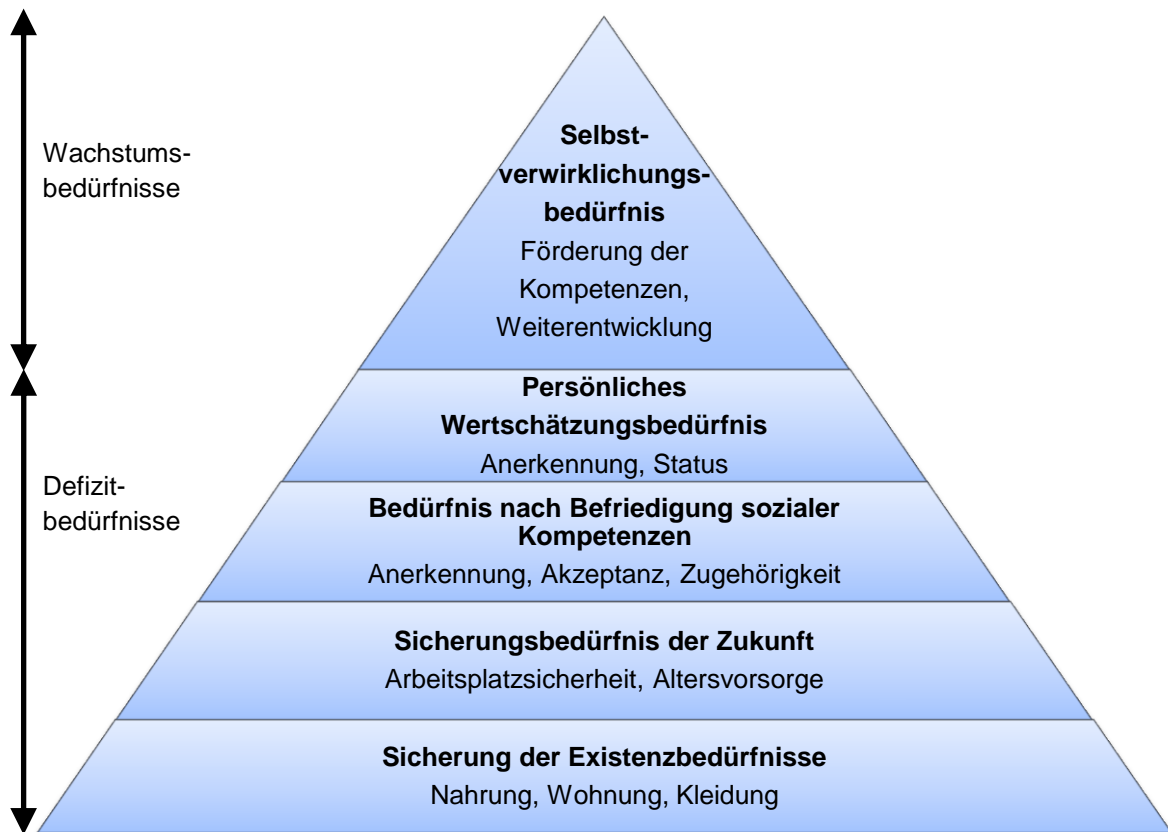 Wachstums-
bedürfnisse
Selbst-
verwirklichungs-
bedürfnis
Förderung der
Kompetenzen,
Weiterentwicklung
Defizit-
bedürfnisse
Persönliches
Wertschätzungsbedürfnis
Anerkennung, Status
Bedürfnis nach Befriedigung sozialer
Kompetenzen
Anerkennung, Akzeptanz, Zugehörigkeit
Sicherungsbedürfnis der Zukunft
Arbeitsplatzsicherheit, Altersvorsorge
Sicherung der Existenzbedürfnisse
Nahrung, Wohnung, Kleidung